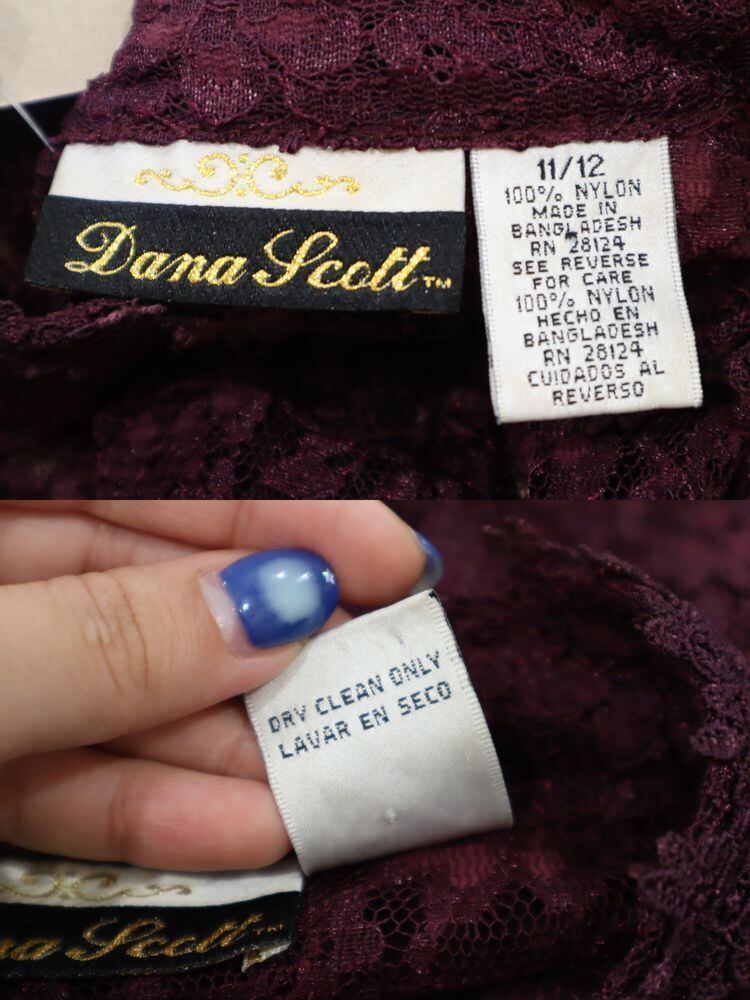 Dana Scott™
11/12
100% NYLON
MADE IN
BANGLADESH
RN 28124
SEE REVERSE
FOR CARE
100% NYLON
HECHO EN
BANGLADESH
RN 28124
CUIDADOS AL
REVERSO
DRY CLEAN ONLY
LAVAR EN SECO
na Scott™